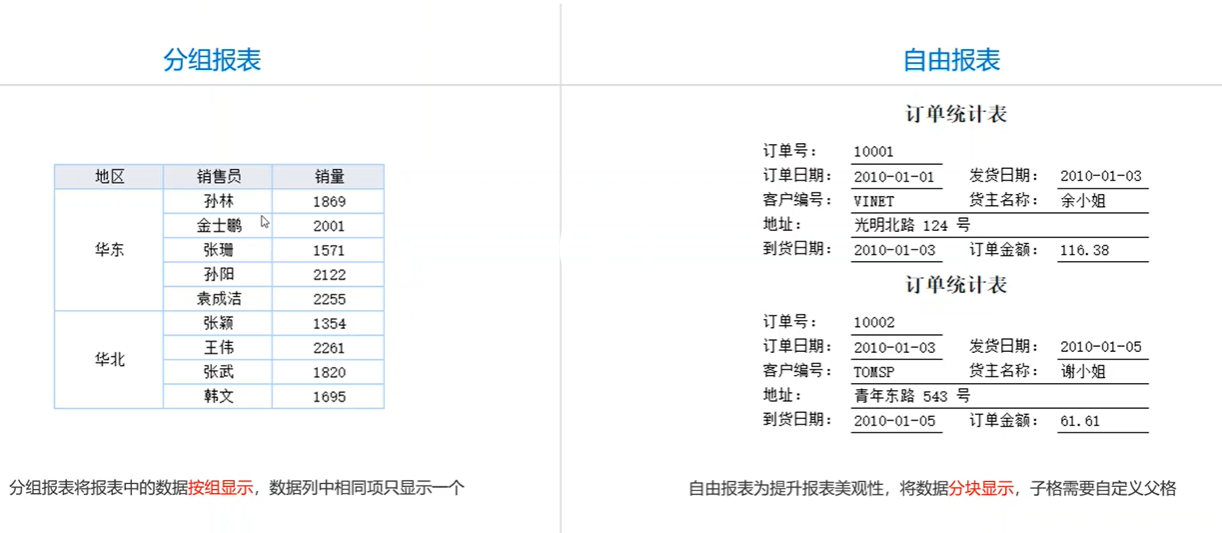 分组报表
地区 销售员 销量
华东
孙林 1869
金士鹏 2001
张珊 1571
孙阳 2122
袁成洁 2255
华北
张颖 1354
王伟 2261
张武 1820
韩文 1695
分组报表将报表中的数据按组显示，数据列中相同项只显示一个
自由报表
订单统计表
订单号： 10001
订单日期： 2010-01-01 发货日期： 2010-01-03
客户编号： VINET 货主名称： 余小姐
地址： 光明北路 124 号
到货日期： 2010-01-03 订单金额： 116.38
订单统计表
订单号： 10002
订单日期： 2010-01-03 发货日期： 2010-01-05
客户编号： TOMSP 货主名称： 谢小姐
地址： 青年东路 543 号
到货日期： 2010-01-05 订单金额： 61.61
自由报表为提升报表美观性，将数据分块显示，子格需要自定义父格